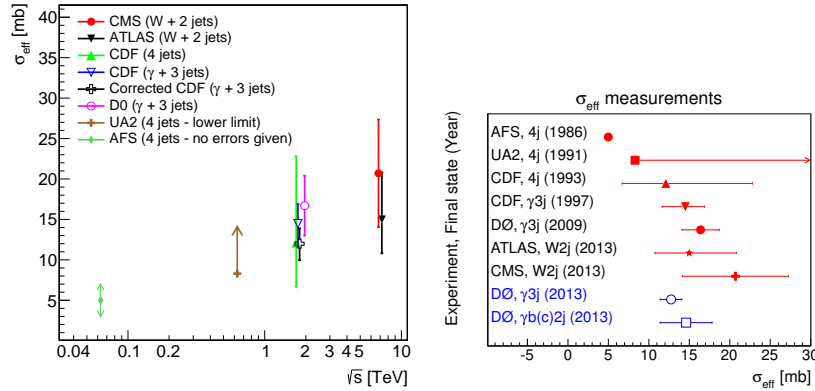 σeff [mb]
40
35
30
25
20
15
10
5
CMS (W + 2 jets)
ATLAS (W + 2 jets)
CDF (4 jets)
CDF (γ + 3 jets)
Corrected CDF (γ + 3 jets)
D0 (γ + 3 jets)
UA2 (4 jets - lower limit)
AFS (4 jets - no errors given)
0.04 0.1 0.2 1 2 3 4 5 10
√s [TeV]
σeff measurements
Experiment, Final state (Year)
AFS, 4j (1986)
UA2, 4j (1991)
CDF, 4j (1993)
CDF, γ3j (1997)
DØ, γ3j (2009)
ATLAS, W2j (2013)
CMS, W2j (2013)
DØ, γ3j (2013)
DØ, γb(c)2j (2013)
-5 0 5 10 15 20 25 30
σeff [mb]